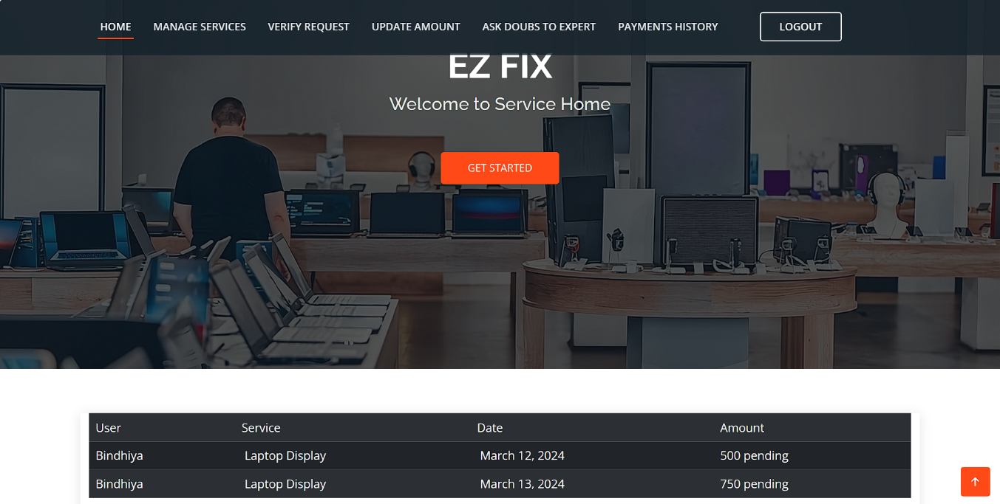 HOME MANAGE SERVICES VERIFY REQUEST UPDATE AMOUNT ASK DOUBS TO EXPERT PAYMENTS HISTORY LOGOUT
EZ FIX
Welcome to Service Home
GET STARTED
User Service Date Amount
Bindhiya Laptop Display March 12, 2024 500 pending
Bindhiya Laptop Display March 13, 2024 750 pending